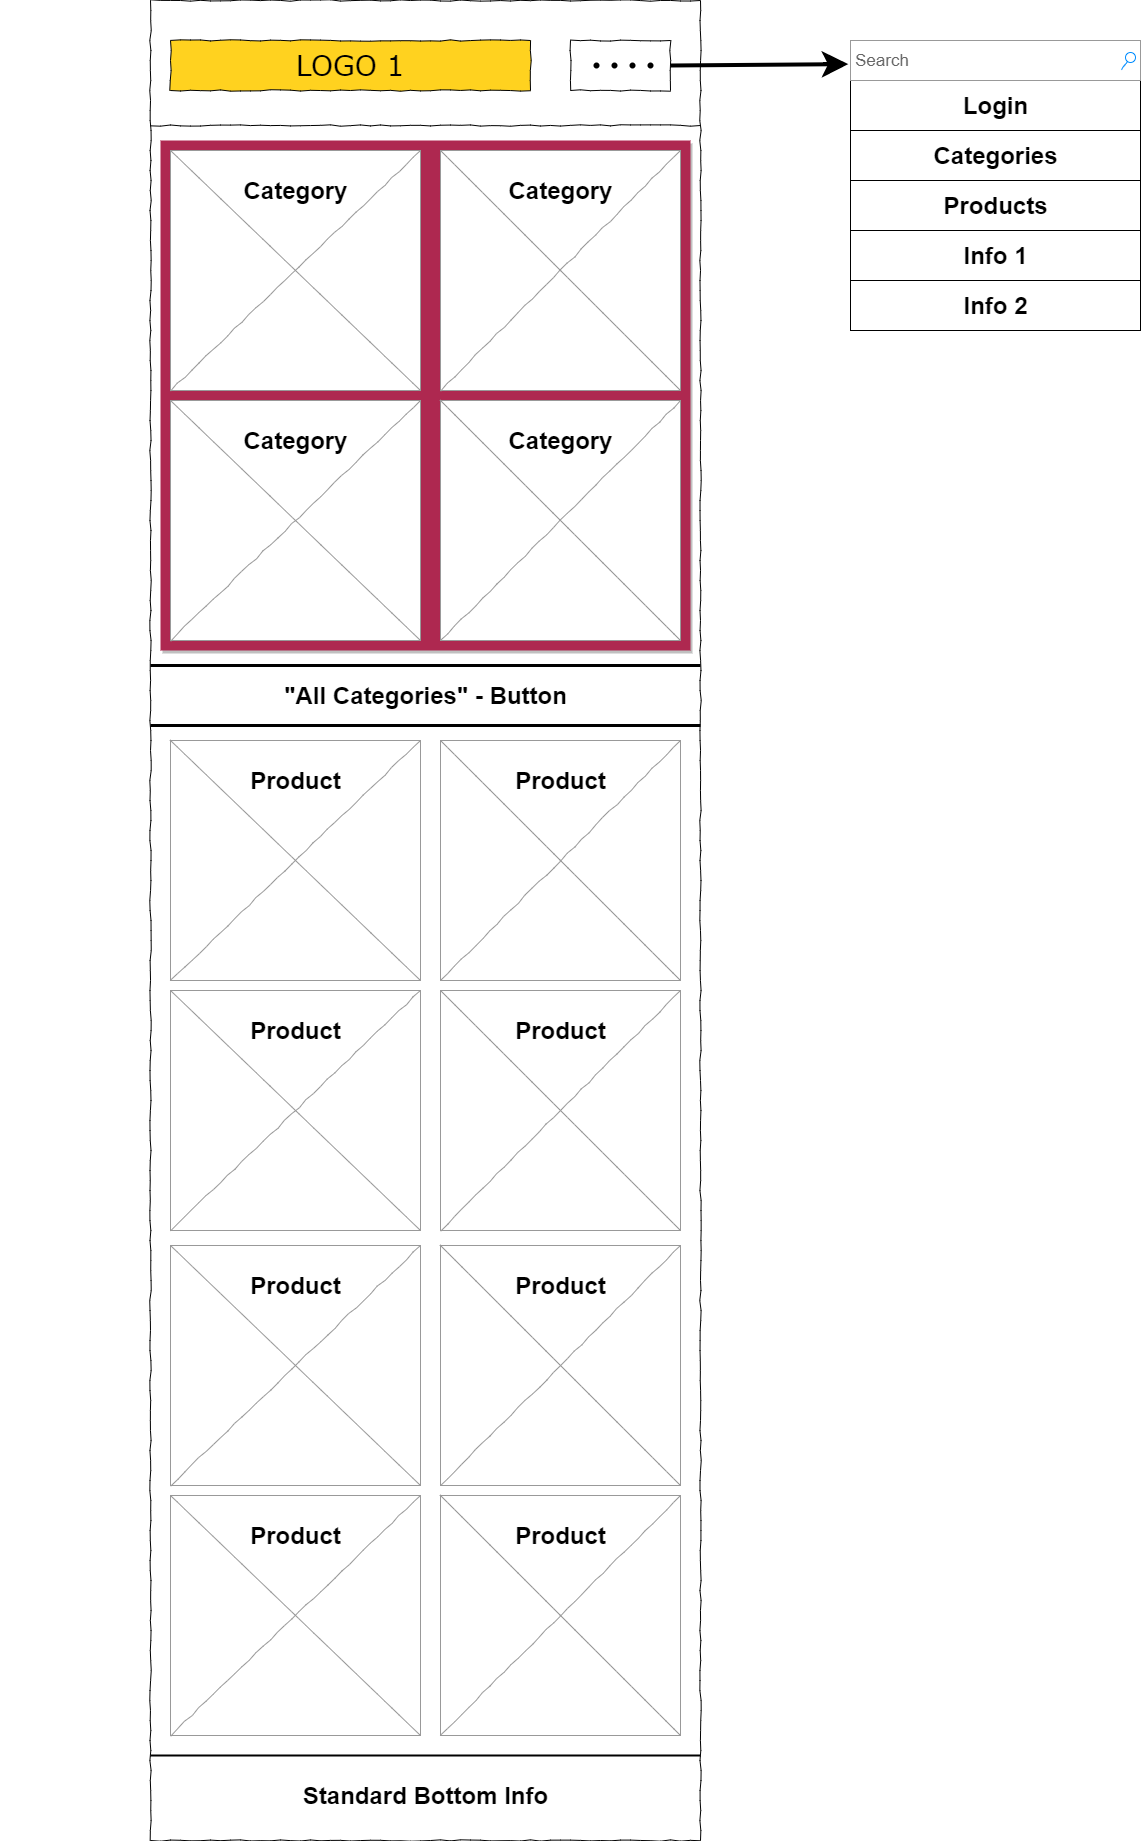 LOGO 1
Search
Login
Categories
Products
Info 1
Info 2
Category
Category
Category
Category
"All Categories" - Button
Product
Product
Product
Product
Product
Product
Product
Product
Standard Bottom Info